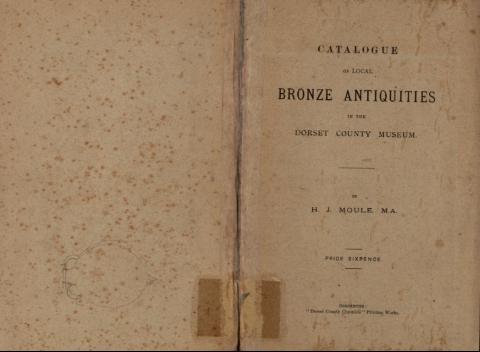 CATALOGUE
OF LOCAL
BRONZE ANTIQUITIES
IN THE
DORSET COUNTY MUSEUM.
BY
H. J. MOULE, M.A.
PRICE SIXPENCE
DORCHESTER:
"Dorset County Chronicle" Printing Works.